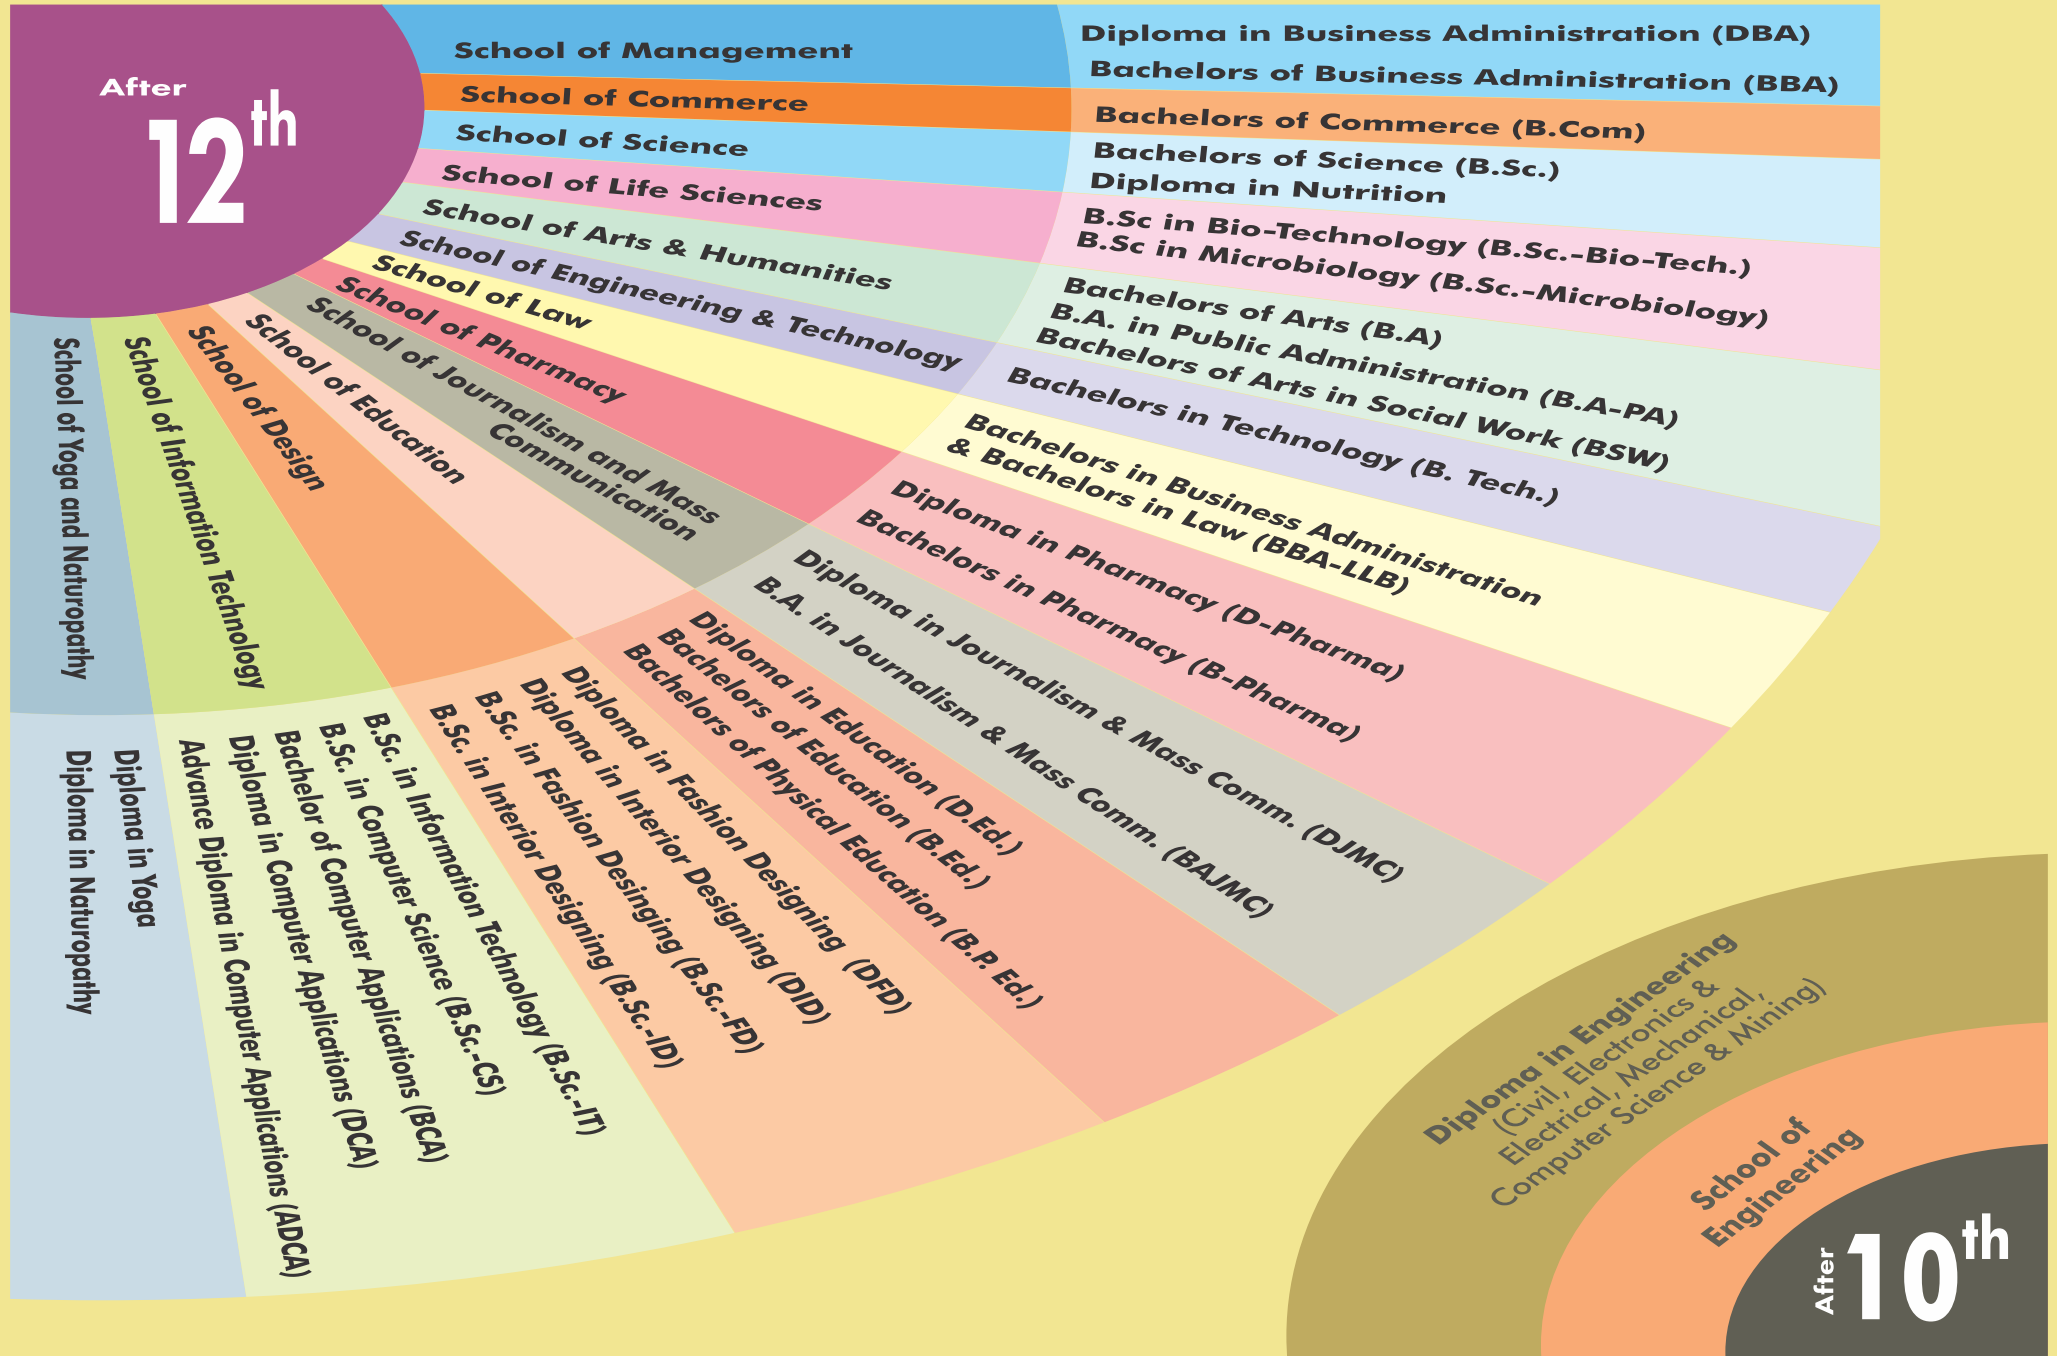 After
12th
School of Management
Diploma in Business Administration (DBA)
Bachelors of Business Administration (BBA)
School of Commerce
Bachelors of Commerce (B.Com)
School of Science
Bachelors of Science (B.Sc.)
Diploma in Nutrition
School of Life Sciences
B.Sc in Bio-Technology (B.Sc.-Bio-Tech.)
B.Sc in Microbiology (B.Sc.-Microbiology)
School of Arts & Humanities
Bachelors of Arts (B.A)
B.A. in Public Administration (B.A-PA)
Bachelors of Arts in Social Work (BSW)
School of Engineering & Technology
Bachelors in Technology (B. Tech.)
School of Law
Bachelors in Business Administration
& Bachelors in Law (BBA-LLB)
School of Pharmacy
Diploma in Pharmacy (D-Pharma)
Bachelors in Pharmacy (B-Pharma)
School of Journalism and Mass
Communication
Diploma in Journalism & Mass Comm. (DJMC)
B.A. in Journalism & Mass Comm. (BAJMC)
School of Education
Diploma in Education (D.Ed.)
Bachelors of Education (B.Ed.)
Bachelors of Physical Education (B.P. Ed.)
School of Design
Diploma in Fashion Designing (DFD)
Diploma in Interior Designing (DID)
B.Sc. in Fashion Desinging (B.Sc.-FD)
B.Sc. in Interior Designing (B.Sc.-ID)
School of Information Technology
B.Sc. in Information Technology (B.Sc.-IT)
B.Sc. in Computer Science (B.Sc.-CS)
Bachelor of Computer Applications (BCA)
Diploma in Computer Applications (DCA)
Advance Diploma in Computer Applications (ADCA)
School of Yoga and Naturopathy
Diploma in Yoga
Diploma in Naturopathy
Diploma in Engineering
(Civil, Electronics &
Electrical, Mechanical,
Computer Science & Mining)
School of
Engineering
After
10th